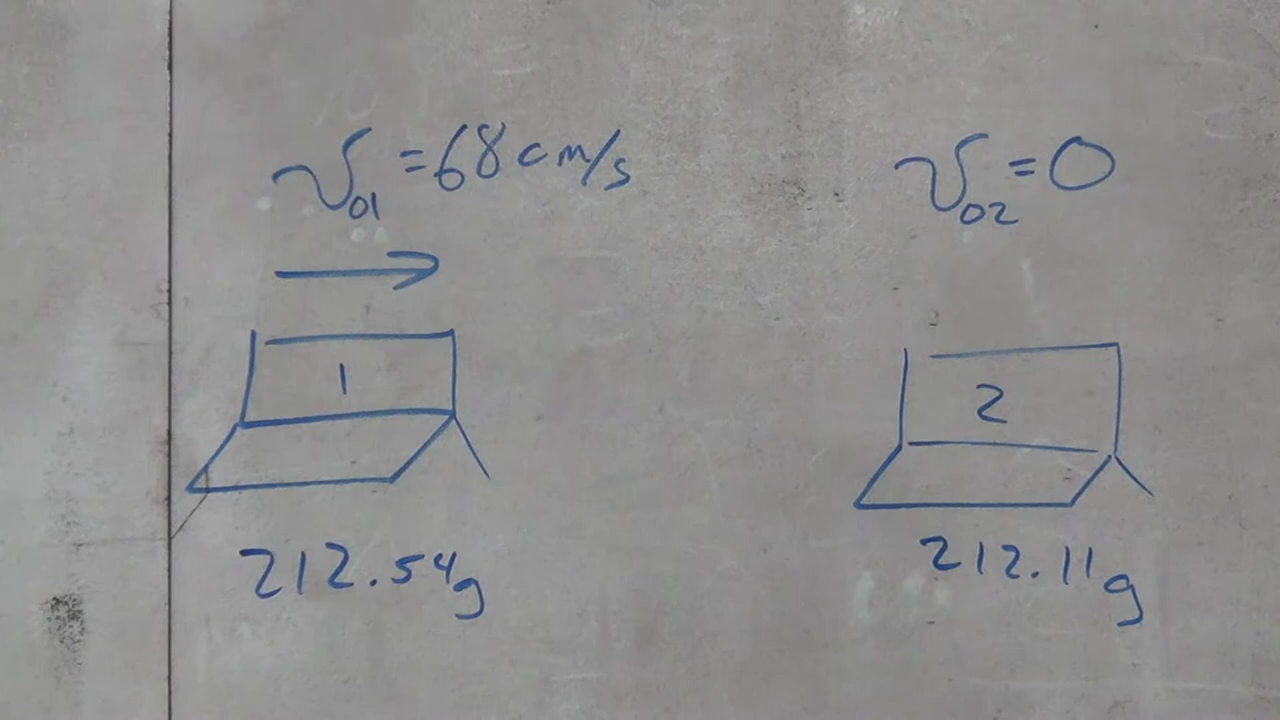 v01 = 68 cm/s
v02 = 0
1
2
212.54g
212.11g